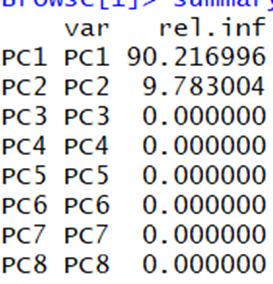 Browse[1]> summary
var rel.inf
PC1 PC1 90.216996
PC2 PC2 9.783004
PC3 PC3 0.000000
PC4 PC4 0.000000
PC5 PC5 0.000000
PC6 PC6 0.000000
PC7 PC7 0.000000
PC8 PC8 0.000000